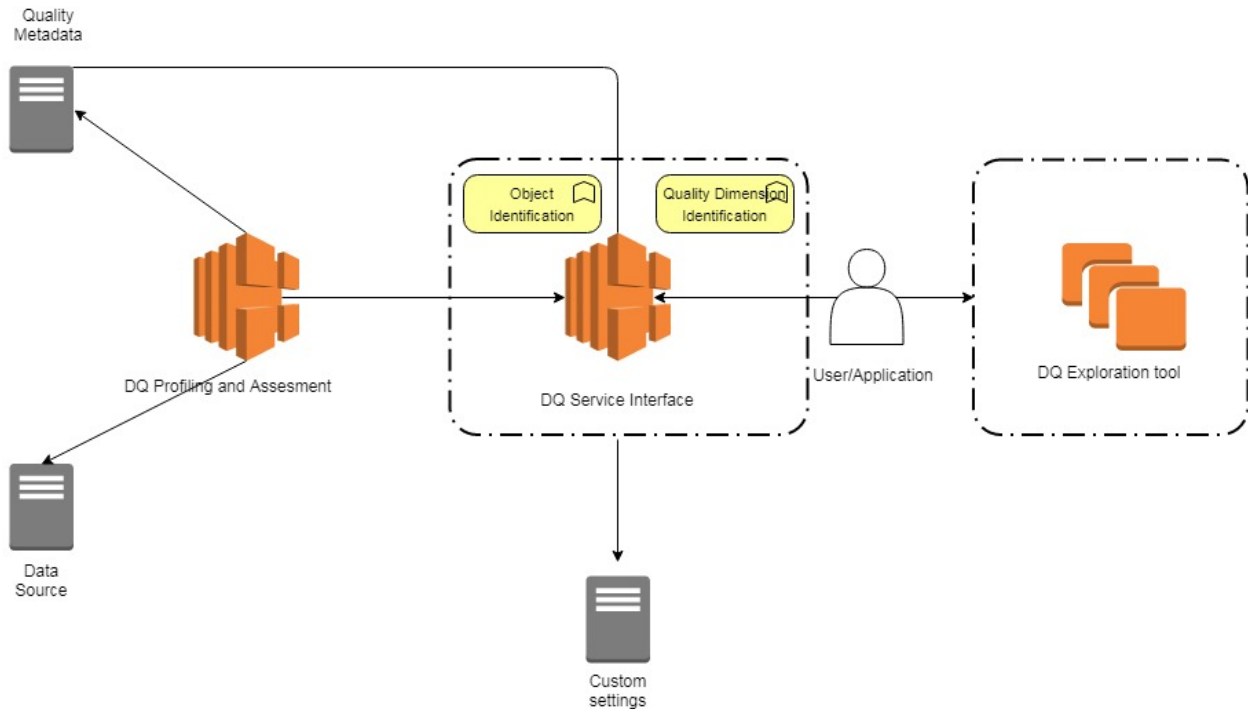 Quality
Metadata
Object
Identification
Quality Dimension
Identification
DQ Profiling and Assesment
DQ Service Interface
User/Application
DQ Exploration tool
Data
Source
Custom
settings